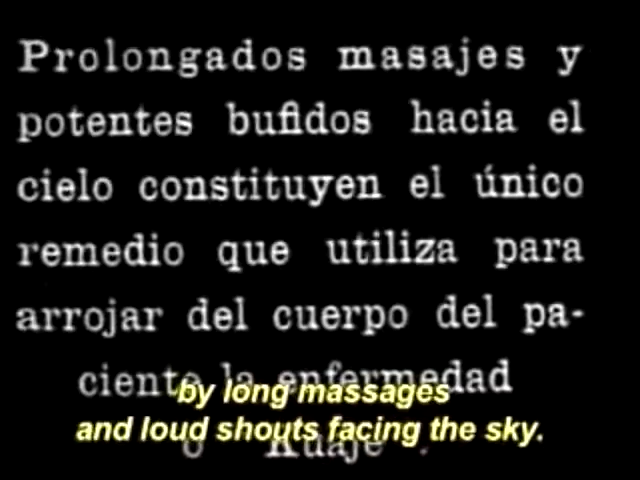 Prolongados masajes y
potentes bufidos hacia el
cielo constituyen el único
remedio que utiliza para
arrojar del cuerpo del pa-
ciente la enfermedad
by long massages
and loud shouts facing the sky.